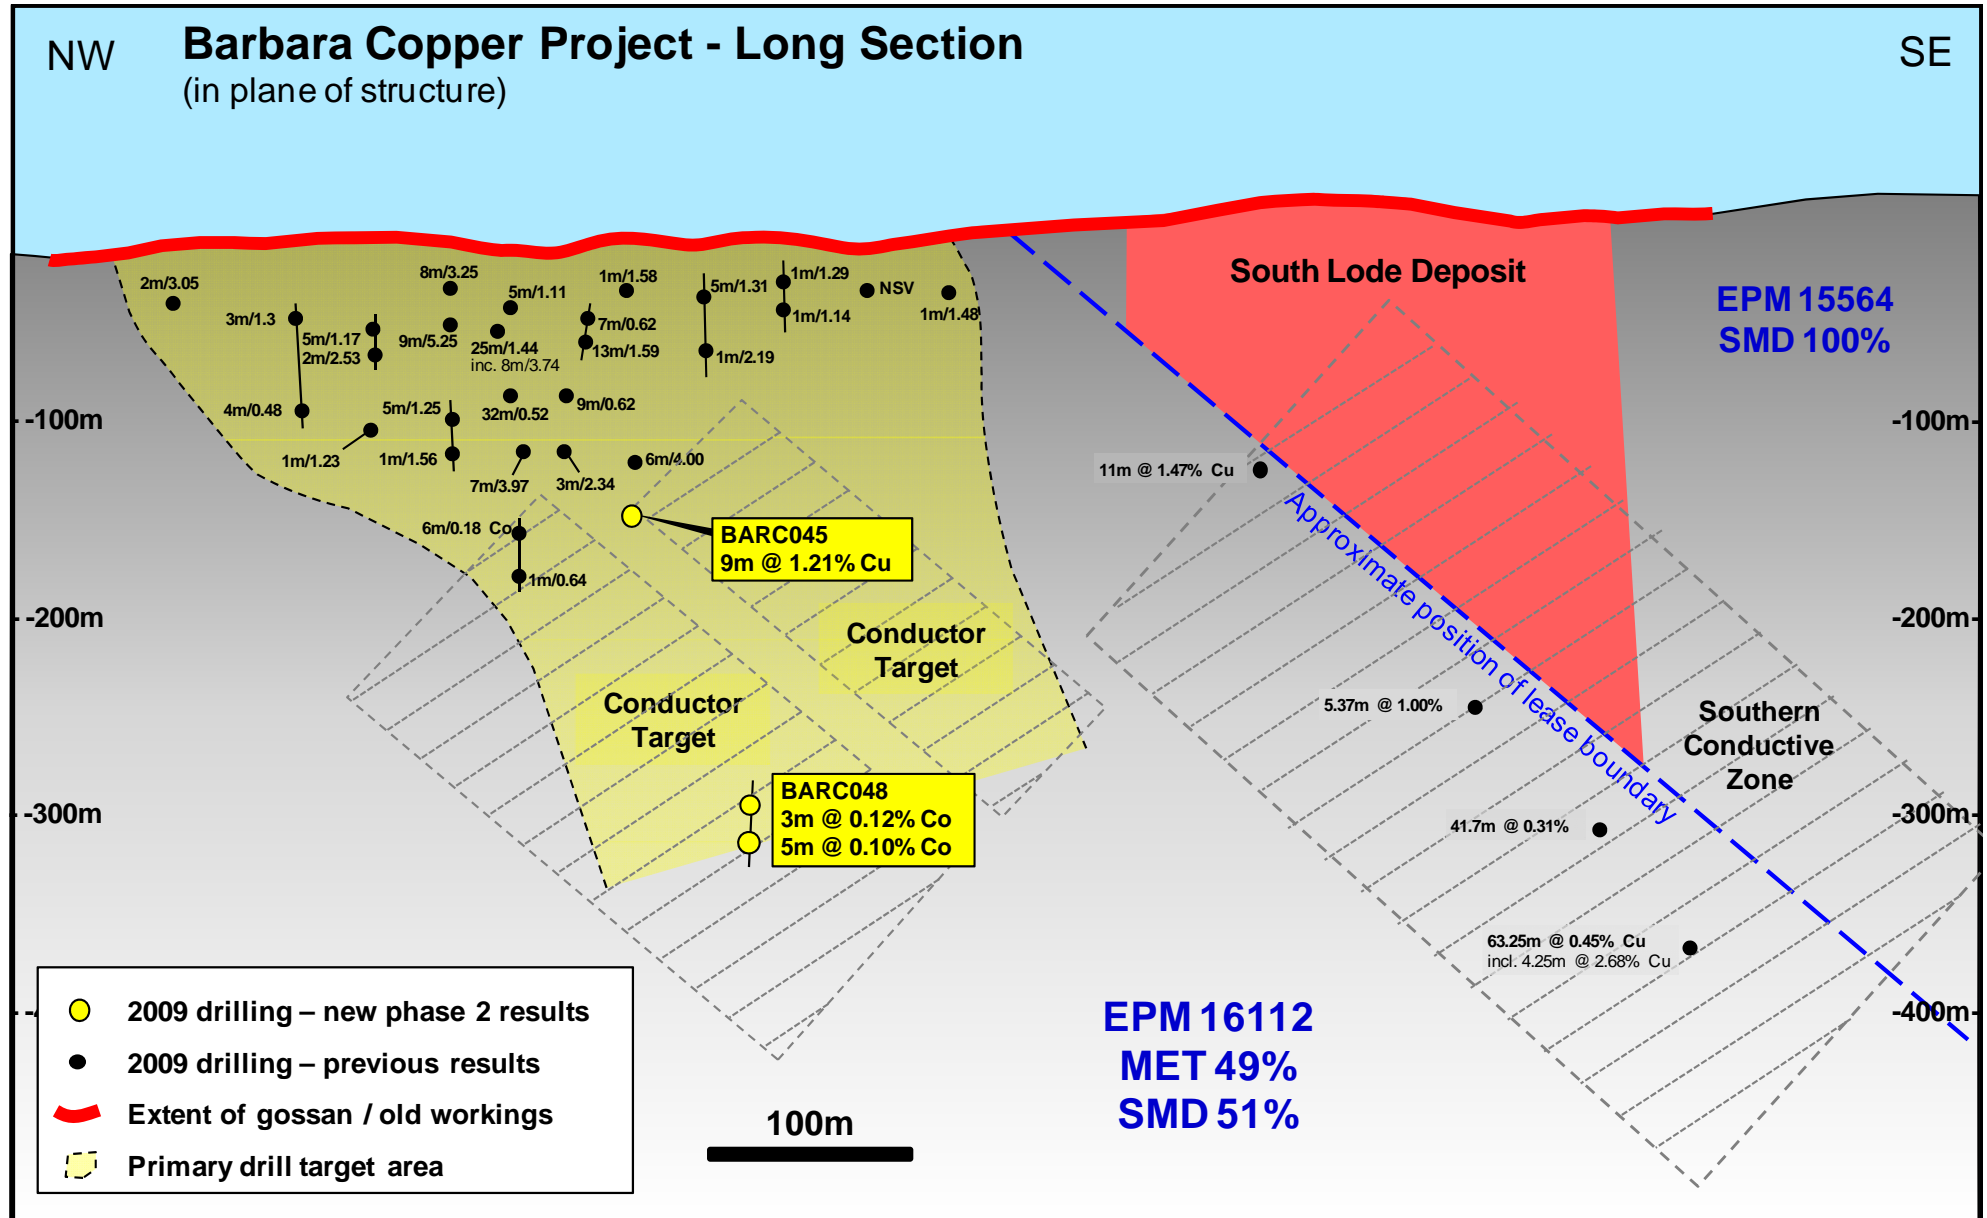 NW
Barbara Copper Project - Long Section
(in plane of structure)
SE
2m/3.05
8m/3.25
1m/1.58
1m/1.29
5m/1.31
NSV
5m/1.11
3m/1.3
7m/0.62
1m/1.14
1m/1.48
5m/1.17
9m/5.25
25m/1.44
13m/1.59
2m/2.53
inc. 8m/3.74
1m/2.19
4m/0.48
5m/1.25
32m/0.52
9m/0.62
1m/1.23
1m/1.56
6m/4.00
7m/3.97
3m/2.34
6m/0.18 Co
1m/0.64
BARC045
9m @ 1.21% Cu
Conductor
Target
Conductor
Target
BARC048
3m @ 0.12% Co
5m @ 0.10% Co
South Lode Deposit
EPM 15564
SMD 100%
11m @ 1.47% Cu
Approximate position of lease boundary
5.37m @ 1.00%
Southern
Conductive
Zone
41.7m @ 0.31%
63.25m @ 0.45% Cu
incl. 4.25m @ 2.68% Cu
-100m
-200m
-300m
-100m
-200m
-300m
-400m
EPM 16112
MET 49%
SMD 51%
100m
2009 drilling – new phase 2 results
2009 drilling – previous results
Extent of gossan / old workings
Primary drill target area